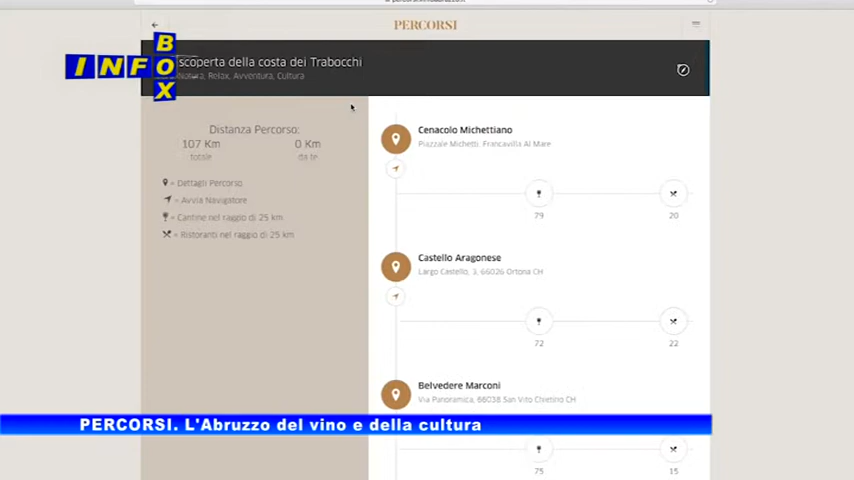 PERCORSI
INFO
BOX
scoperta della costa dei Trabocchi
Natura, Relax, Avventura, Cultura
Distanza Percorso:
107 Km
totale
0 Km
da te
= Dettagli Percorso
= Avvia Navigatore
= Cantine nel raggio di 25 km
= Ristoranti nel raggio di 25 km
Cenacolo Michettiano
Piazzale Michetti, Francavilla Al Mare
79
20
Castello Aragonese
Largo Castello, 3, 66026 Ortona CH
72
22
Belvedere Marconi
Via Panoramica, 66038 San Vito Chietino CH
PERCORSI. L'Abruzzo del vino e della cultura
75
15